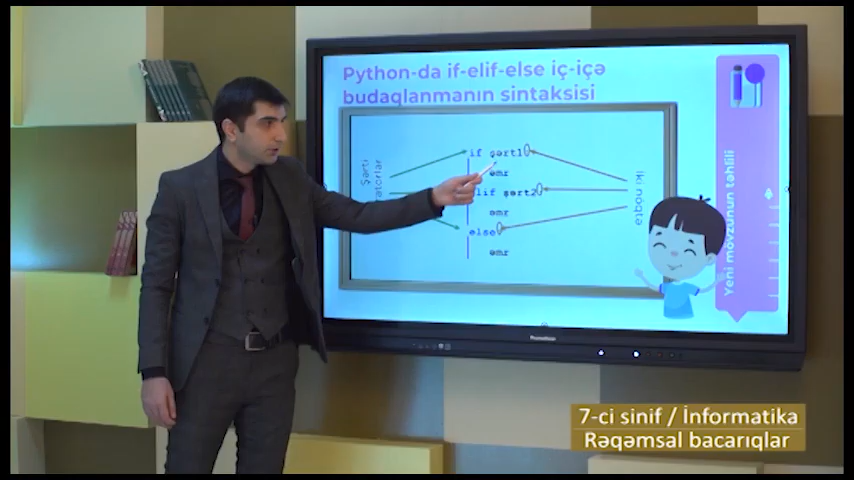 Python-da if-elif-else iç-içə
budaqlanmanın sintaksisi
Şərti
if şərt1
əmr
şərt2
əmr
else
əmr
İki nöqtə
Yeni mövzunun təhlili
7-ci sinif / İnformatika
Rəqəmsal bacarıqlar